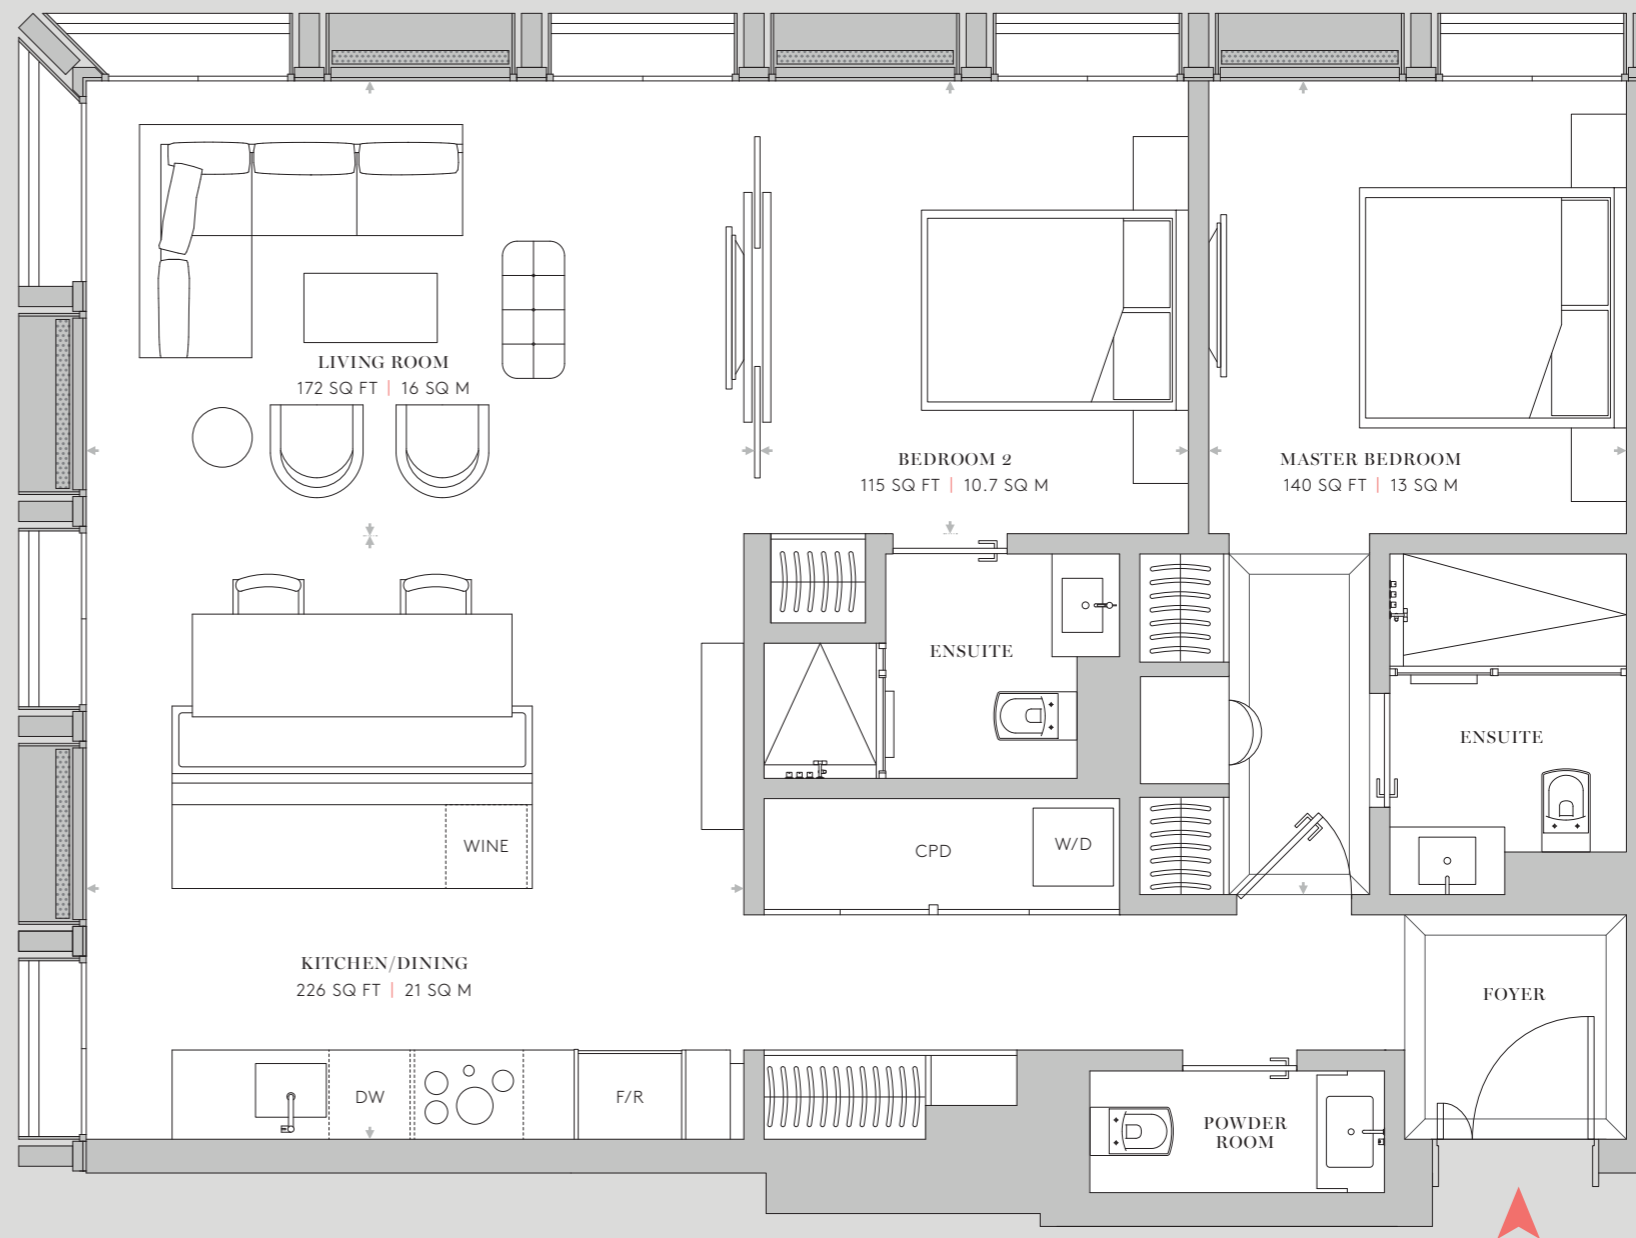 LIVING ROOM
172 SQ FT | 16 SQ M
BEDROOM 2
115 SQ FT | 10.7 SQ M
MASTER BEDROOM
140 SQ FT | 13 SQ M
ENSUITE
ENSUITE
WINE
CPD
W/D
KITCHEN/DINING
226 SQ FT | 21 SQ M
FOYER
DW
F/R
POWDER
ROOM